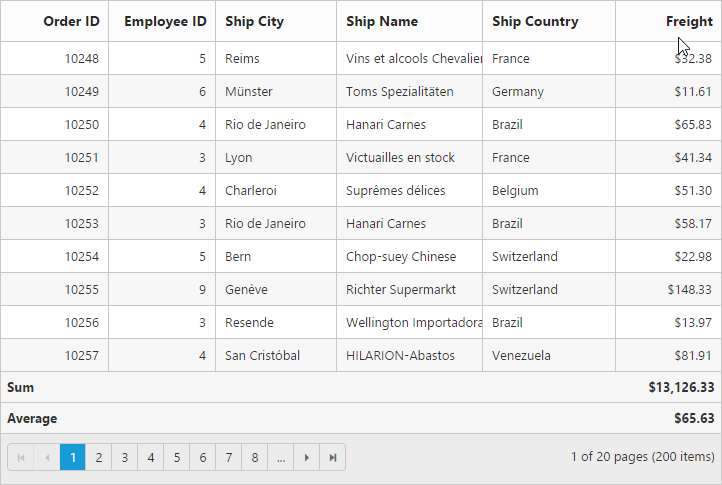 Order ID Employee ID Ship City Ship Name Ship Country Freight
10248 5 Reims Vins et alcools Chevalier France $32.38
10249 6 Münster Toms Spezialitäten Germany $11.61
10250 4 Rio de Janeiro Hanari Carnes Brazil $65.83
10251 3 Lyon Victuailles en stock France $41.34
10252 4 Charleroi Suprêmes délices Belgium $51.30
10253 3 Rio de Janeiro Hanari Carnes Brazil $58.17
10254 5 Bern Chop-suey Chinese Switzerland $22.98
10255 9 Genève Richter Supermarkt Switzerland $148.33
10256 3 Resende Wellington Importadora Brazil $13.97
10257 4 San Cristóbal HILARION-Abastos Venezuela $81.91
Sum $13,126.33
Average $65.63
1 2 3 4 5 6 7 8 ... 1 of 20 pages (200 items)